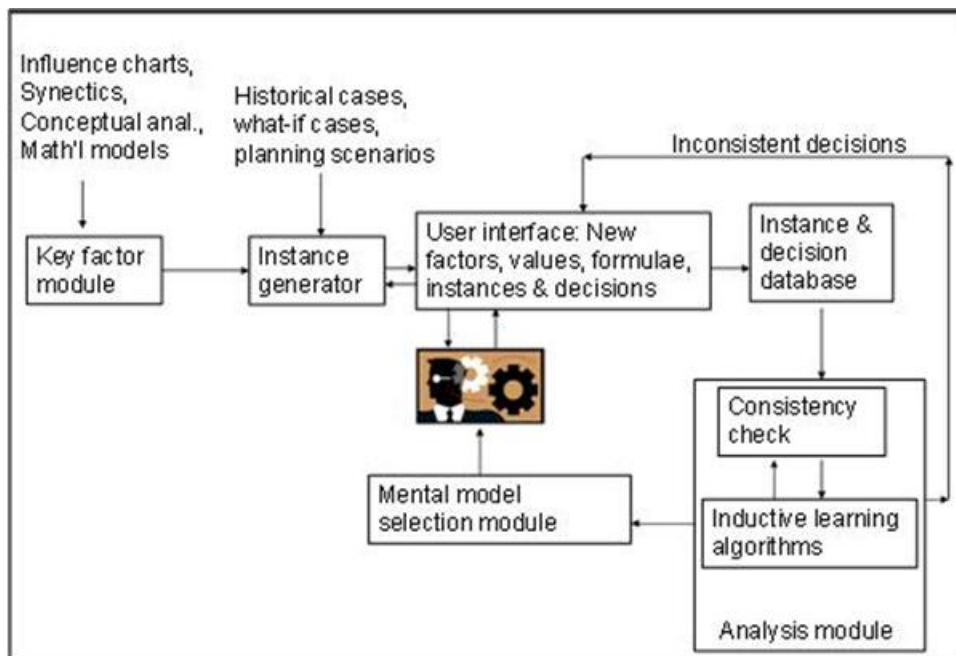 Influence charts,
Synectics,
Conceptual anal.,
Math'l models
Historical cases,
what-if cases,
planning scenarios
Inconsistent decisions
Key factor
module
Instance
generator
User interface: New
factors, values, formulae,
instances & decisions
Instance &
decision
database
Consistency
check
Mental model
selection module
Inductive learning
algorithms
Analysis module